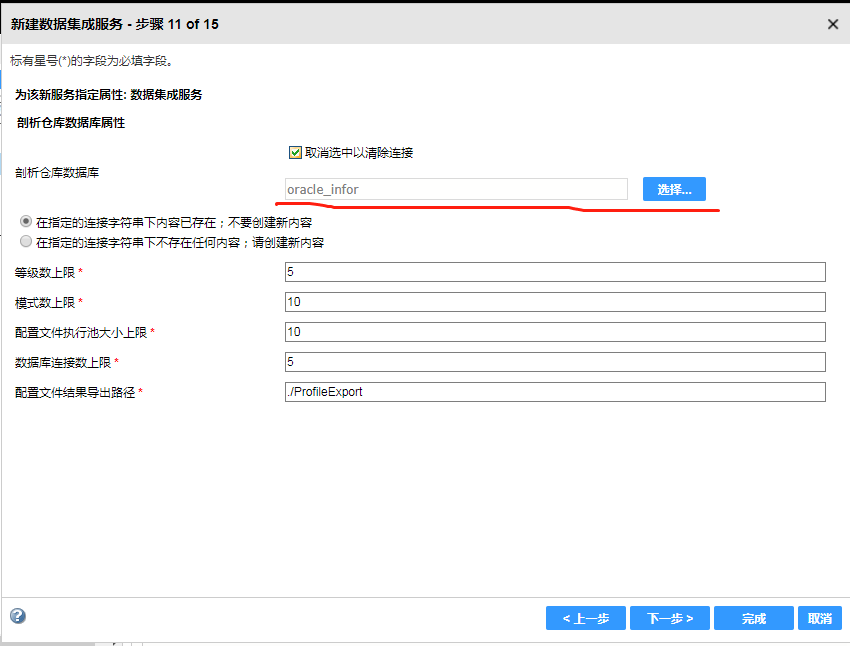 新建数据集成服务 - 步骤 11 of 15
标有星号(*)的字段为必填字段。
为该新服务指定属性: 数据集成服务
剖析仓库数据库属性
取消选中以清除连接
剖析仓库数据库
oracle_infor
选择...
在指定的连接字符串下内容已存在；不要创建新内容
在指定的连接字符串下不存在任何内容；请创建新内容
等级数上限 * 5
模式数上限 * 10
配置文件执行池大小上限 * 10
数据库连接数上限 * 5
配置文件结果导出路径 * ./ProfileExport
< 上一步 下一步 > 完成 取消